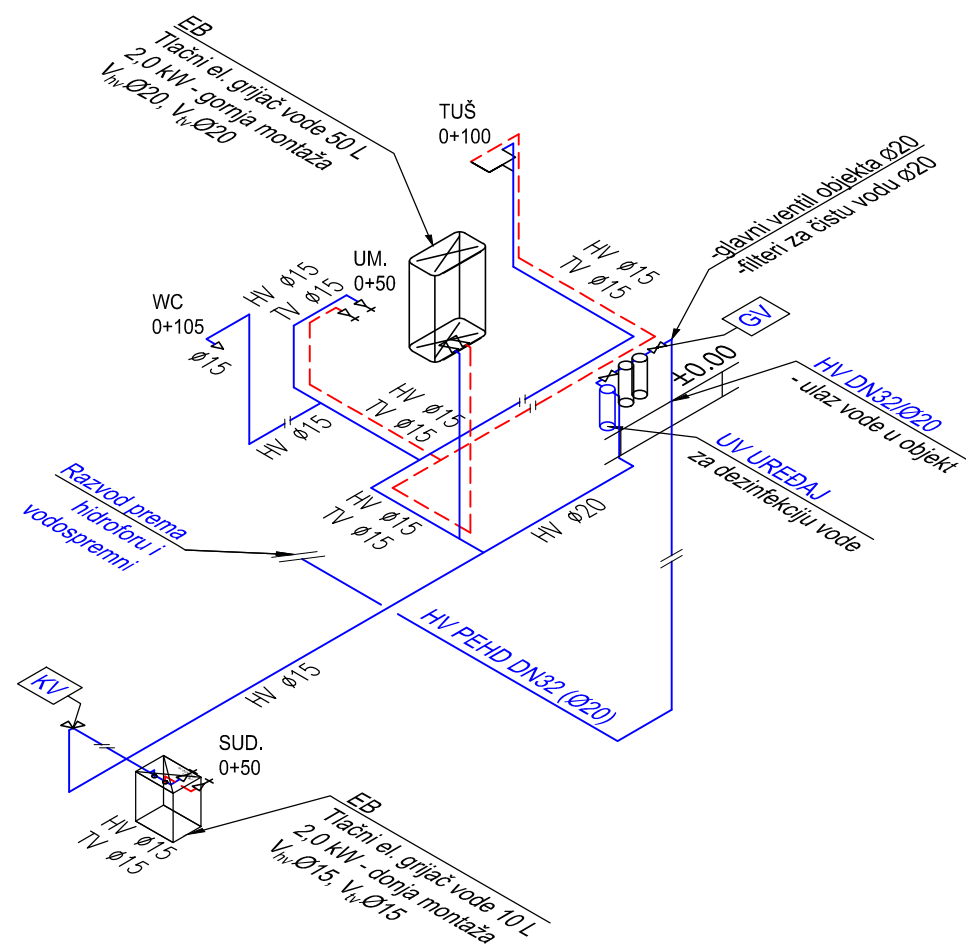 EB
Tlačni el. grijač vode 50 L
2,0 kW - gornja montaža
Vhv-Ø20, Vtv-Ø20
TUŠ
0+100
-glavni ventil objekta Ø20
-filteri za čistu vodu Ø20
HV Ø15
TV Ø15
UM.
0+50
HV Ø15
TV Ø15
WC
0+105
Ø15
GV
±0.00
HV DN32/Ø20
- ulaz vode u objekt
HV Ø15
TV Ø15
HV Ø15
UV UREĐAJ
za dezinfekciju vode
Razvod prema
hidroforu i
vodospremni
HV Ø15
TV Ø15
HV Ø20
HV PEHD DN32 (Ø20)
HV Ø15
KV
SUD.
0+50
HV Ø15
TV Ø15
EB
Tlačni el. grijač vode 10 L
2,0 kW - donja montaža
Vhv-Ø15, Vtv-Ø15